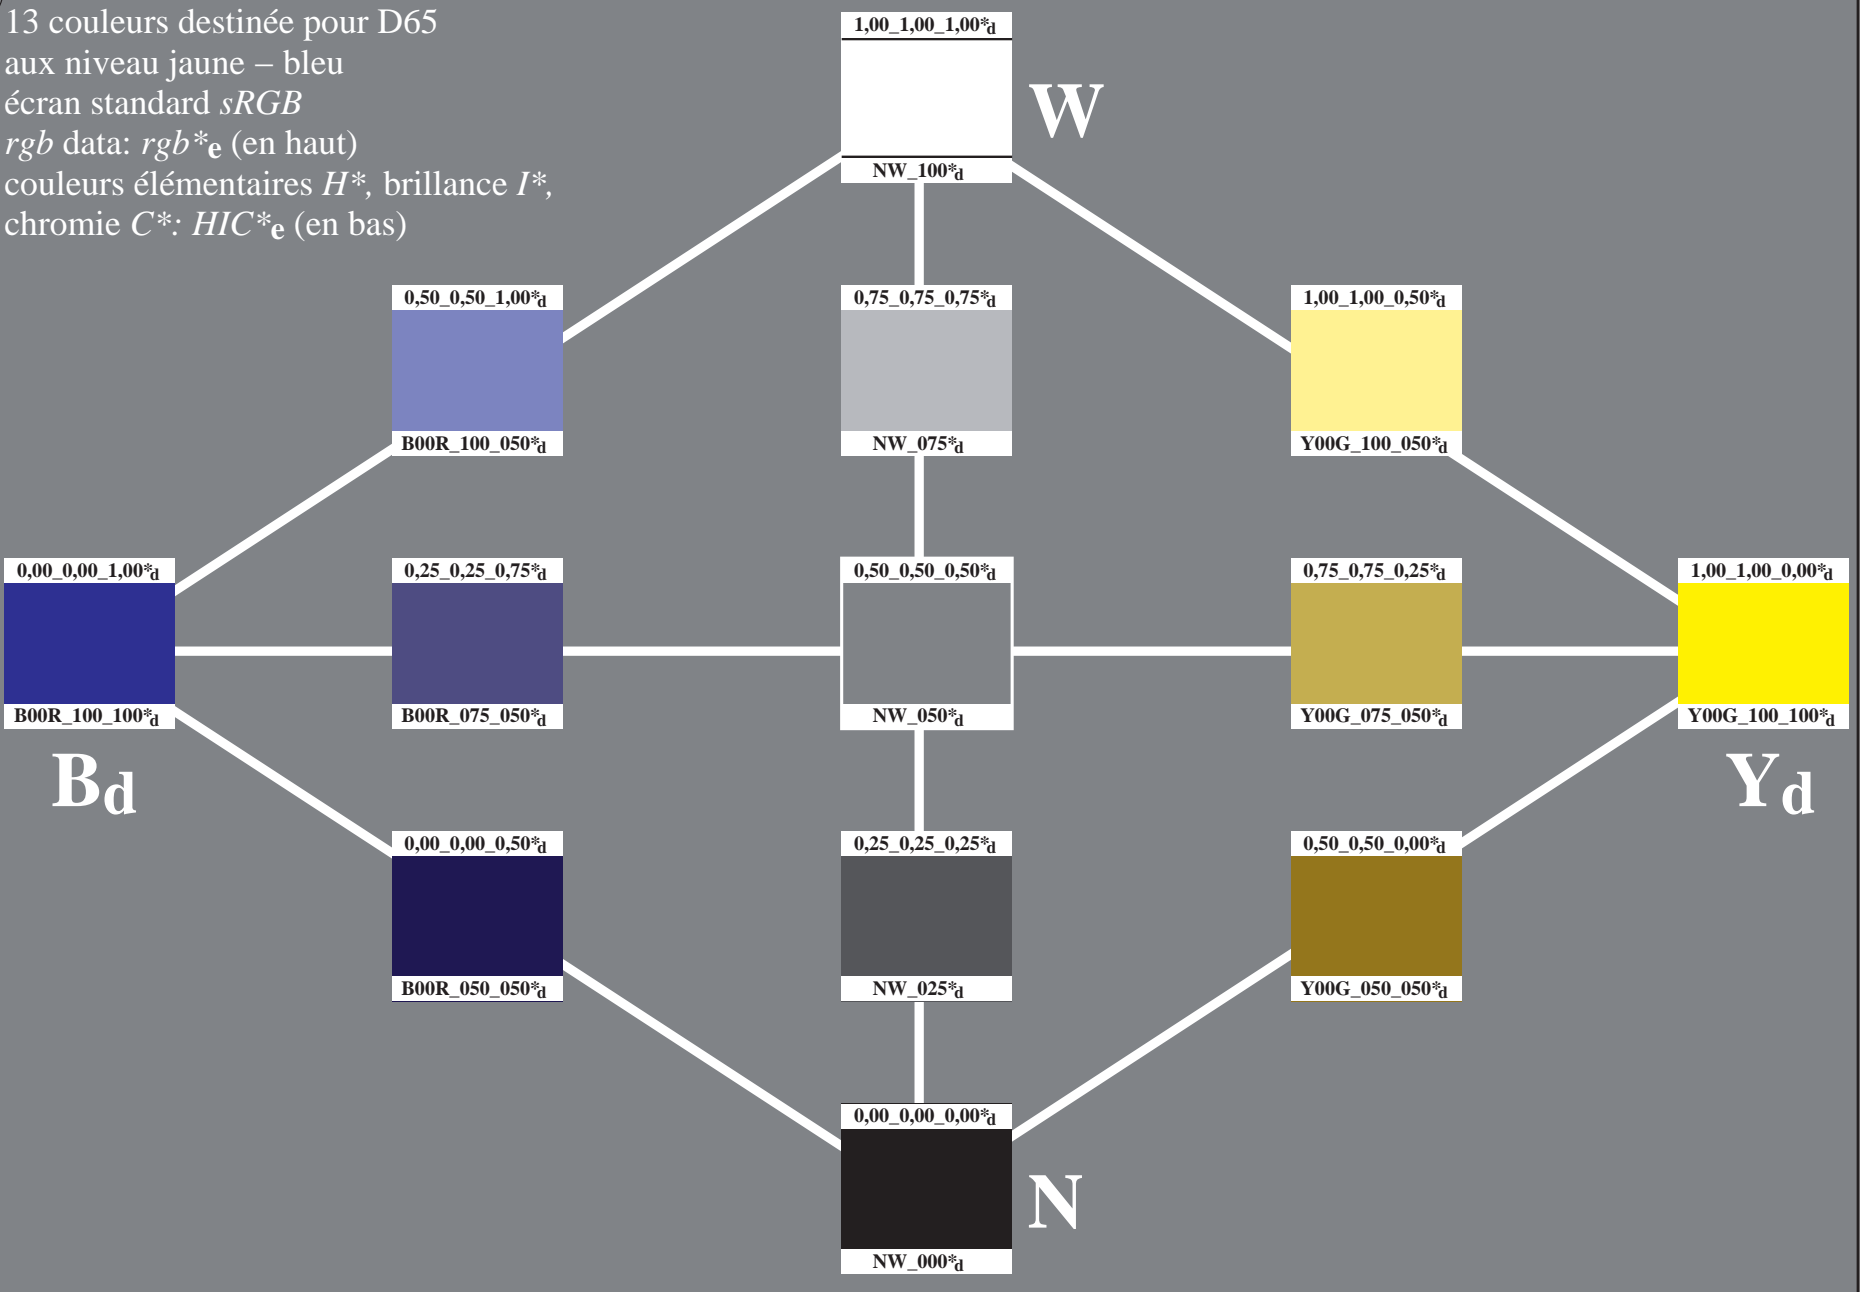 13 couleurs destinée pour D65
aux niveau jaune – bleu
écran standard sRGB
rgb data: rgb*e (en haut)
couleurs élémentaires H*, brillance I*,
chromie C*: HIC*e (en bas)
1,00_1,00_1,00*d
W
NW_100*d
0,50_0,50_1,00*d
0,75_0,75_0,75*d
1,00_1,00_0,50*d
B00R_100_050*d
NW_075*d
Y00G_100_050*d
0,00_0,00_1,00*d
0,25_0,25_0,75*d
0,50_0,50_0,50*d
0,75_0,75_0,25*d
1,00_1,00_0,00*d
B00R_100_100*d
B00R_075_050*d
NW_050*d
Y00G_075_050*d
Y00G_100_100*d
Bd
Yd
0,00_0,00_0,50*d
0,25_0,25_0,25*d
0,50_0,50_0,00*d
B00R_050_050*d
NW_025*d
Y00G_050_050*d
0,00_0,00_0,00*d
N
NW_000*d